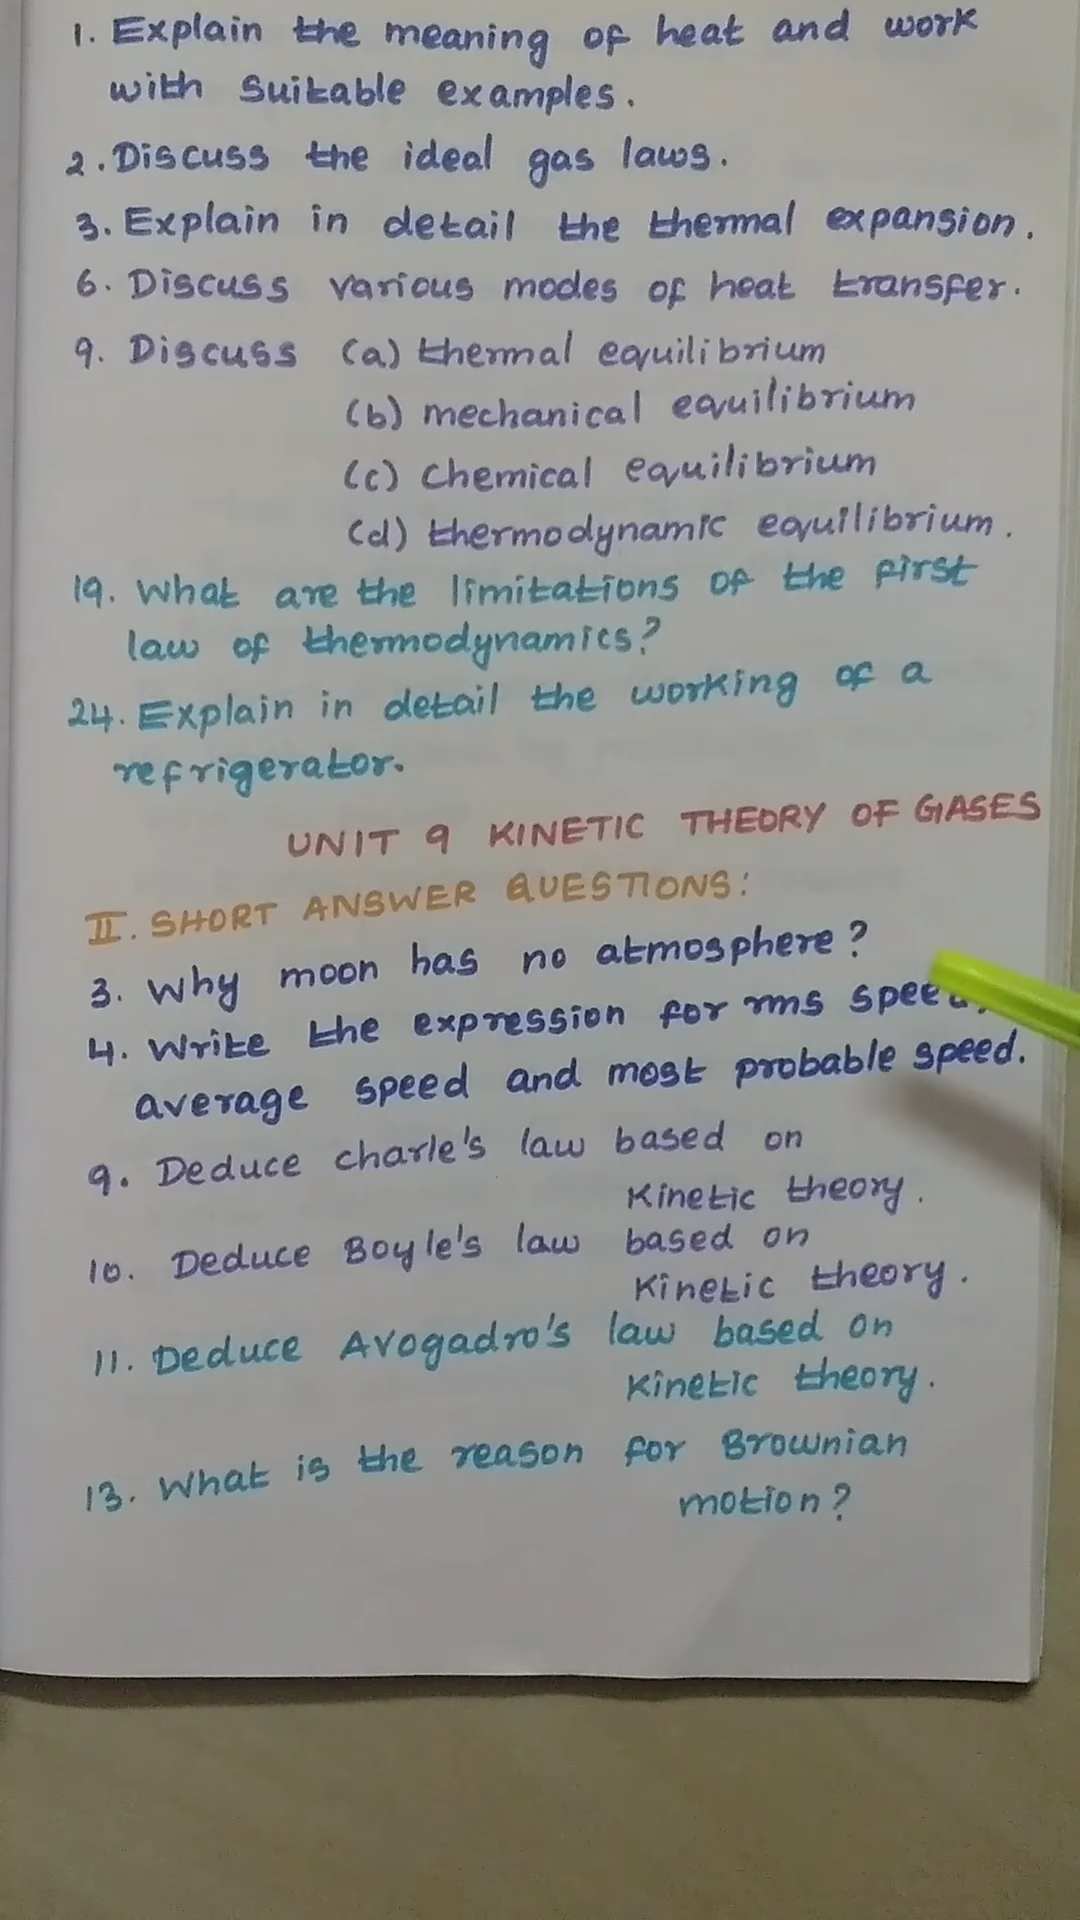 1. Explain the meaning of heat and work
with suitable examples.
2. Discuss the ideal gas laws.
3. Explain in detail the thermal expansion.
6. Discuss various modes of heat transfer.
9. Discuss (a) thermal equilibrium
(b) mechanical equilibrium
(c) chemical equilibrium
(d) thermodynamic equilibrium.
19. What are the limitations of the first
law of thermodynamics?
24. Explain in detail the working of a
refrigerator.
UNIT 9 KINETIC THEORY OF GASES
II. SHORT ANSWER QUESTIONS:
3. Why moon has no atmosphere?
4. Write the expression for rms speed,
average speed and most probable speed.
9. Deduce charle's law based on
Kinetic theory.
10. Deduce Boyle's law based on
Kinetic theory.
11. Deduce Avogadro's law based on
Kinetic theory.
13. What is the reason for Brownian
motion?